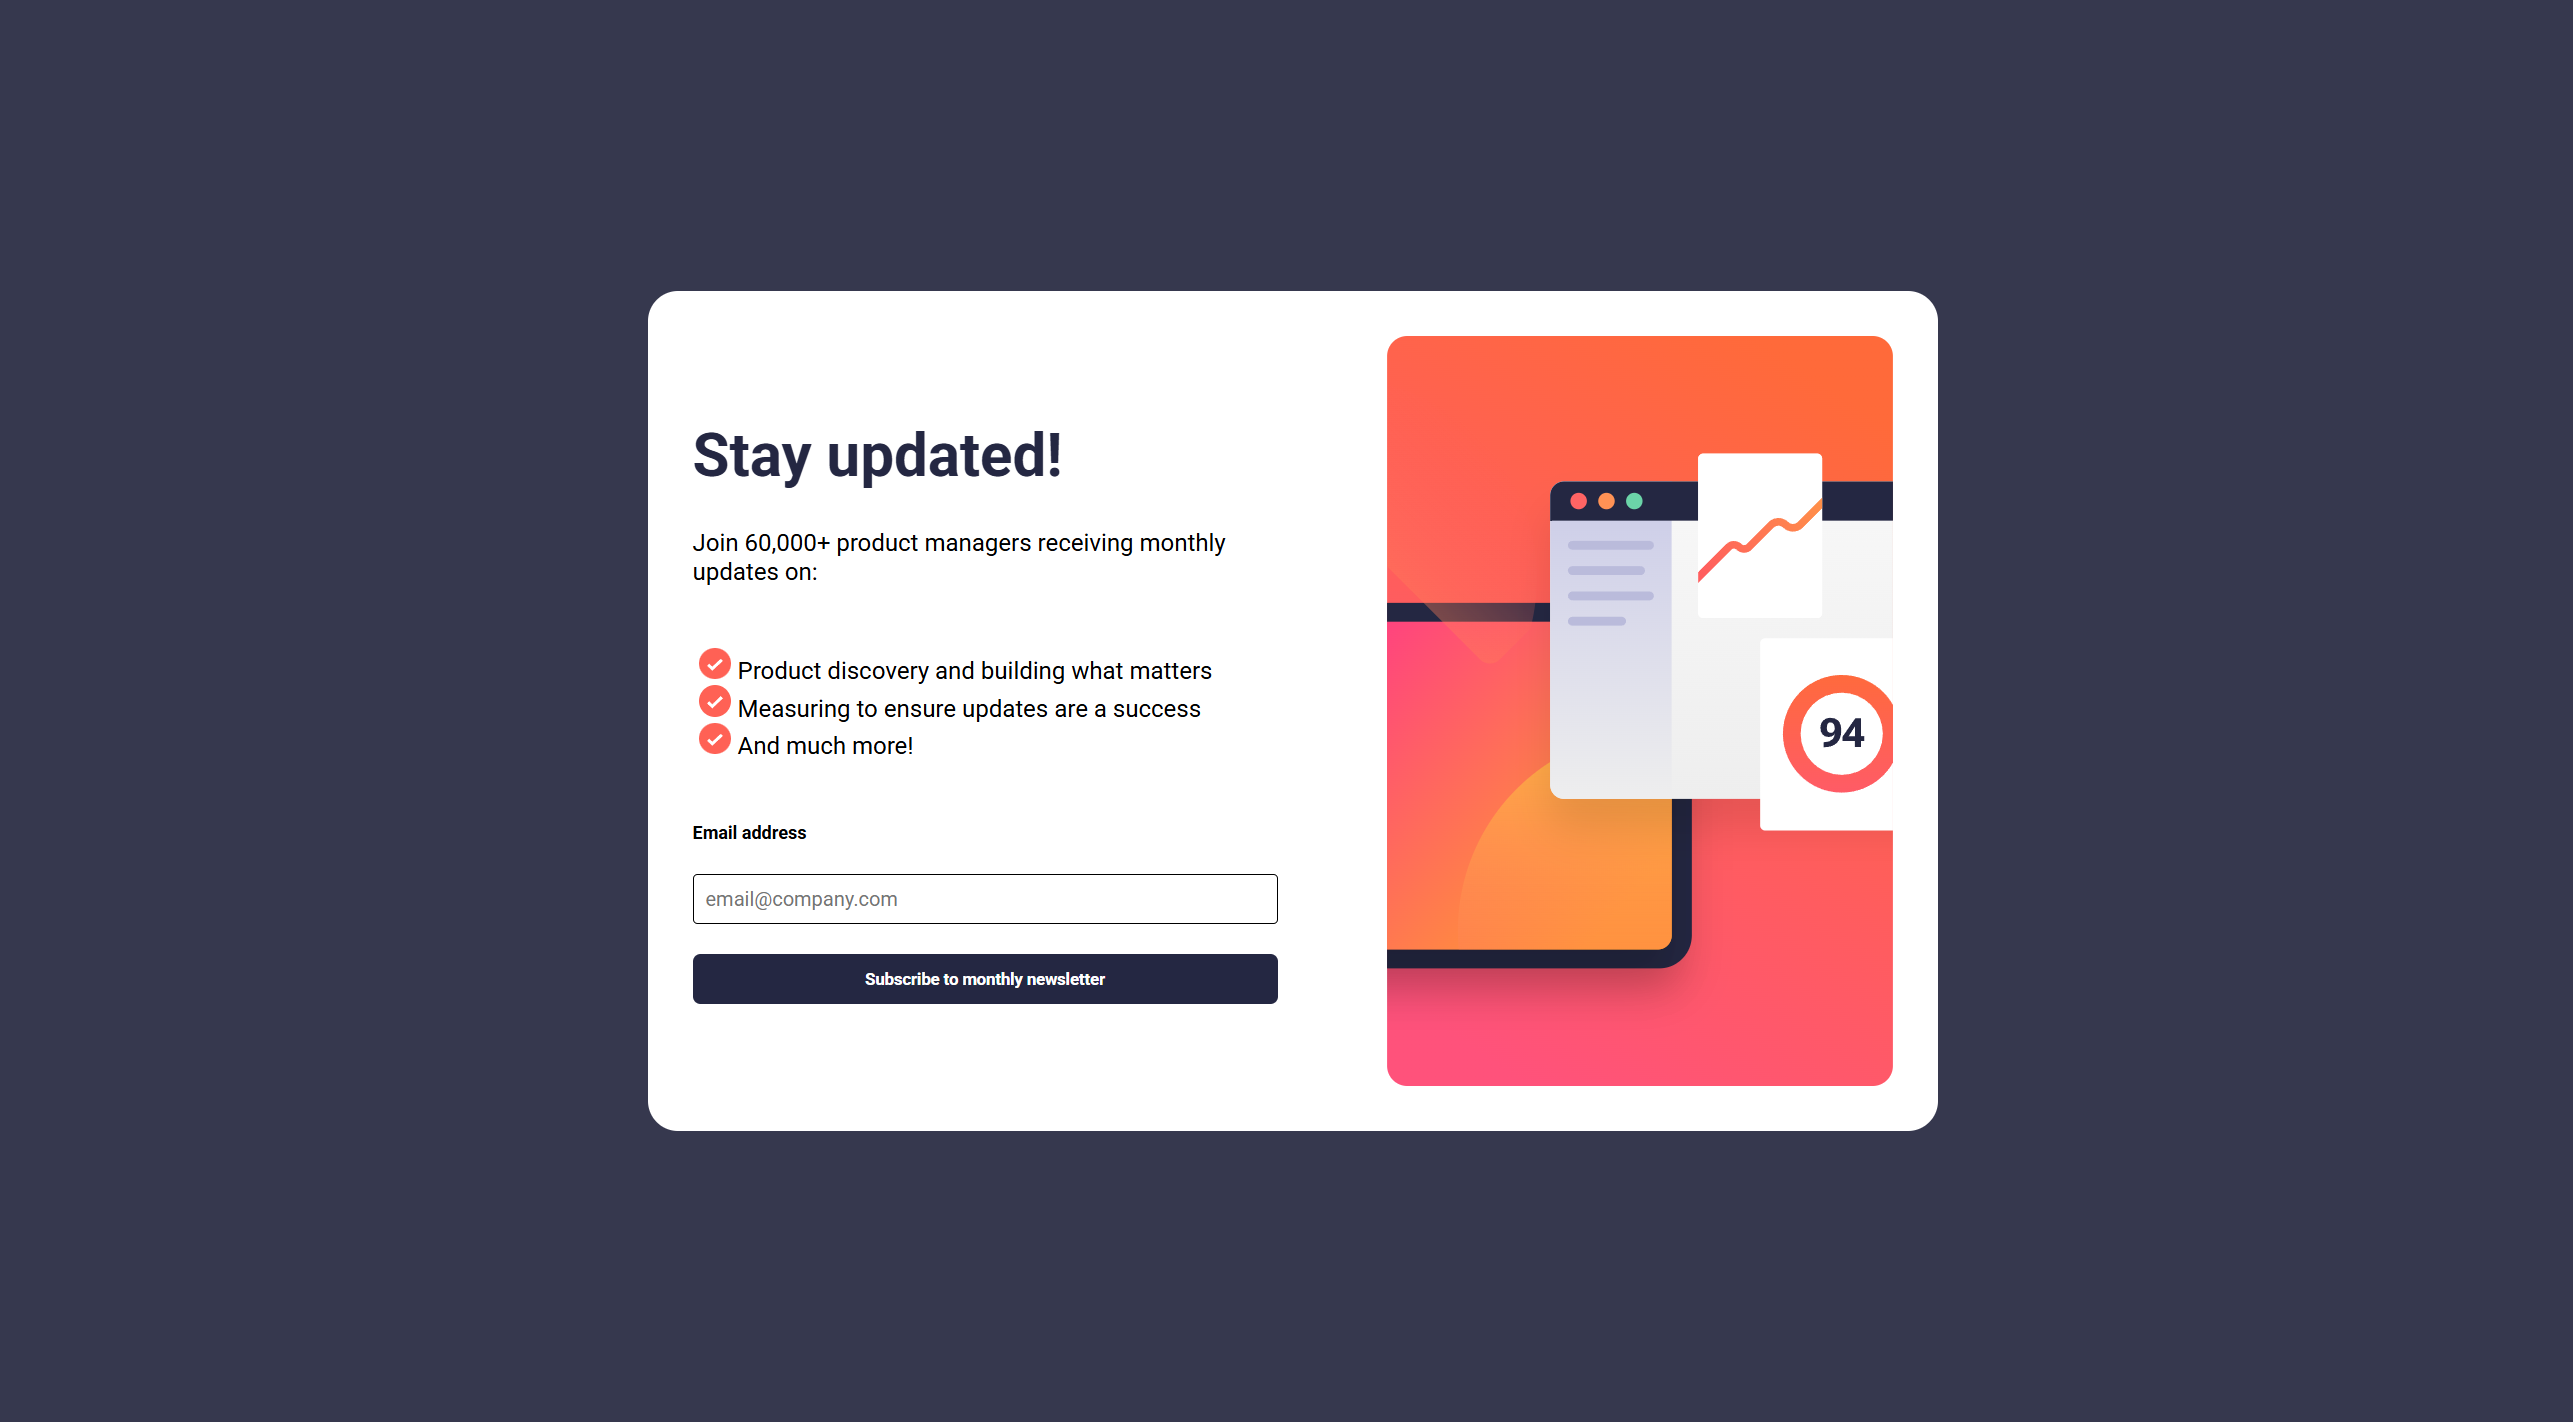 Stay updated!
Join 60,000+ product managers receiving monthly
updates on:
Product discovery and building what matters
Measuring to ensure updates are a success
And much more!
Email address
email@company.com
Subscribe to monthly newsletter
94